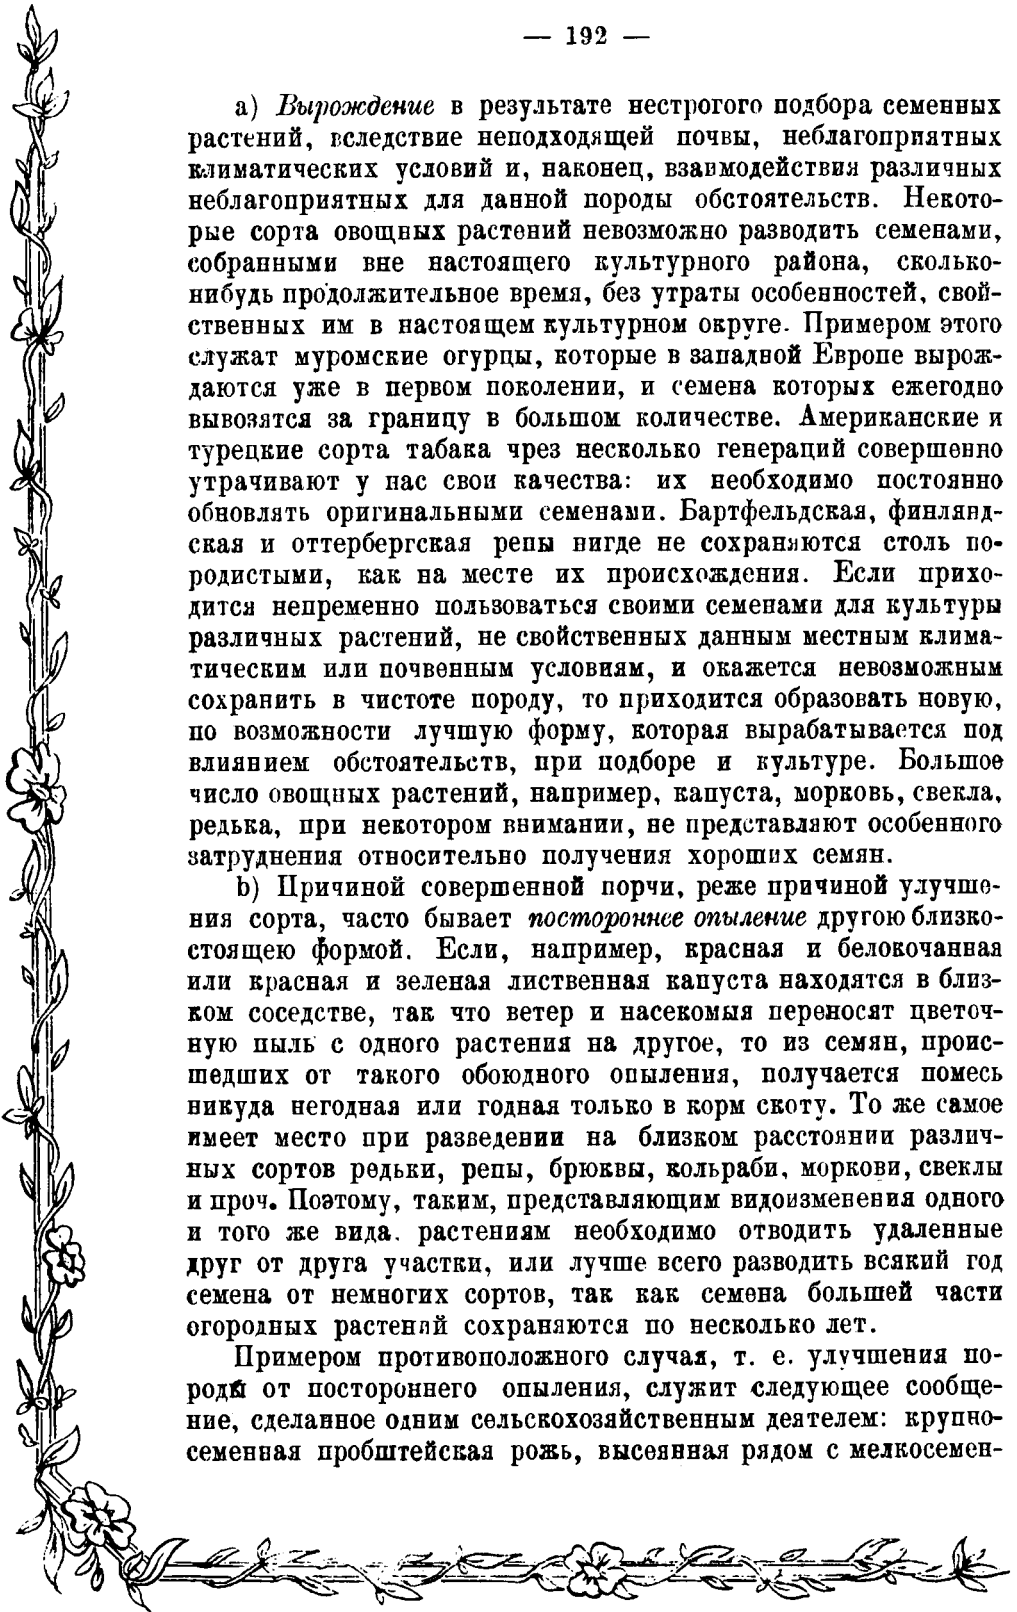 — 192 —
a) Вырождение в результате нестрогого подбора семенных
растений, вследствие неподходящей почвы, неблагоприятных
климатических условий и, наконец, взаимодействия различных
неблагоприятных для данной породы обстоятельств. Некото-
рые сорта овощных растений невозможно разводить семенами,
собранными вне настоящего культурного района, сколько-
нибудь продолжительное время, без утраты особенностей, свой-
ственных им в настоящем культурном округе. Примером этого
служат муромские огурцы, которые в западной Европе вырож-
даются уже в первом поколении, и семена которых ежегодно
вывозятся за границу в большом количестве. Американские и
турецкие сорта табака чрез несколько генераций совершенно
утрачивают у нас свои качества: их необходимо постоянно
обновлять оригинальными семенами. Бартфельдская, финлянд-
ская и оттербергская репы нигде не сохраняются столь по-
родистыми, как на месте их происхождения. Если прихо-
дится непременно пользоваться своими семенами для культуры
различных растений, не свойственных данным местным клима-
тическим или почвенным условиям, и окажется невозможным
сохранить в чистоте породу, то приходится образовать новую,
по возможности лучшую форму, которая вырабатывается под
влиянием обстоятельств, при подборе и культуре. Большое
число овощных растений, например, капуста, морковь, свекла,
редька, при некотором внимании, не представляют особенного
затруднения относительно получения хороших семян.
b) Причиной совершенной порчи, реже причиной улучше-
ния сорта, часто бывает постороннее опыление другою близко-
стоящею формой. Если, например, красная и белокочанная
или красная и зеленая лиственная капуста находятся в близ-
ком соседстве, так что ветер и насекомыя переносят цветоч-
ную пыль с одного растения на другое, то из семян, проис-
шедших от такого обоюдного опыления, получается помесь
никуда негодная или годная только в корм скоту. То же самое
имеет место при разведении на близком расстоянии различ-
ных сортов редьки, репы, брюквы, кольраби, моркови, свеклы
и проч. Поэтому, таким, представляющим видоизменения одного
и того же вида. растениям необходимо отводить удаленные
друг от друга участки, или лучше всего разводить всякий год
семена от немногих сортов, так как семена большей части
огородных растений сохраняются по несколько лет.
Примером противоположного случая, т. е. улучшения по-
роды от постороннего опыления, служит следующее сообще-
ние, сделанное одним сельскохозяйственным деятелем: крупно-
семенная пробштейская рожь, высеянная рядом с мелкосемен-